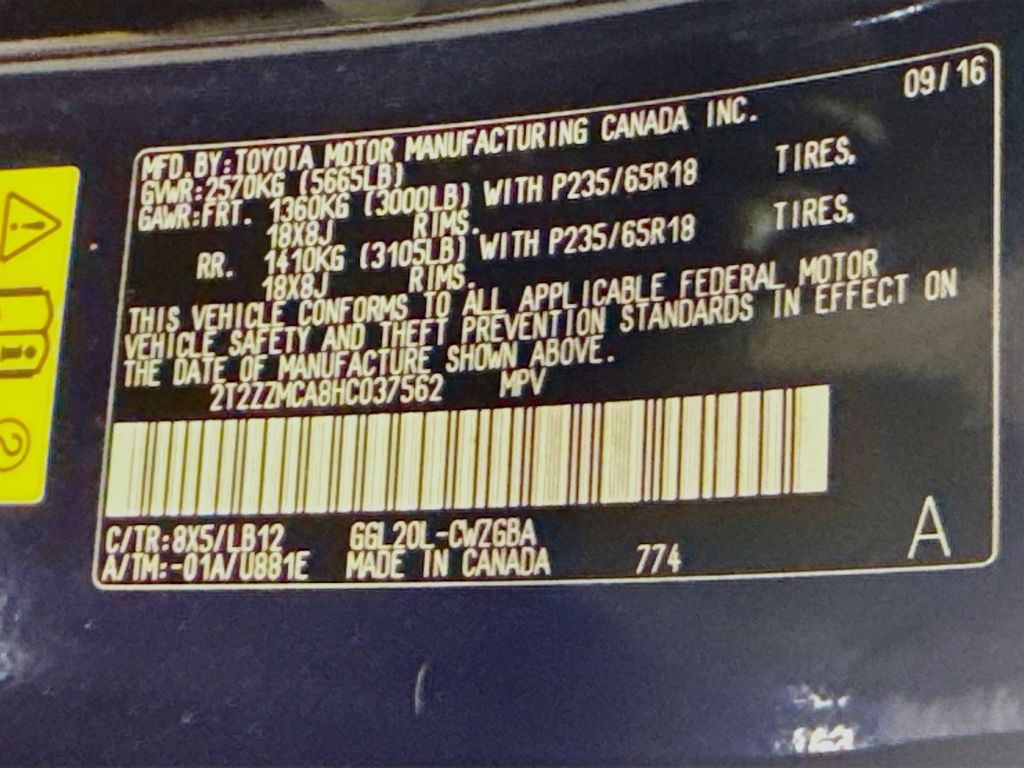 09/16
MFD.BY:TOYOTA MOTOR MANUFACTURING CANADA INC.
GVWR:2570KG (5665LB)
GAWR:FRT. 1360KG (3000LB) WITH P235/65R18 TIRES,
18X8J RIMS.
RR. 1410KG (3105LB) WITH P235/65R18 TIRES,
18X8J RIMS.
THIS VEHICLE CONFORMS TO ALL APPLICABLE FEDERAL MOTOR
VEHICLE SAFETY AND THEFT PREVENTION STANDARDS IN EFFECT ON
THE DATE OF MANUFACTURE SHOWN ABOVE.
2T2ZZMCA8HC037562 MPV
C/TR:8X5/LB12 GGL20L-CWZGBA
A/TM:-01A/U881E MADE IN CANADA 774
A
2